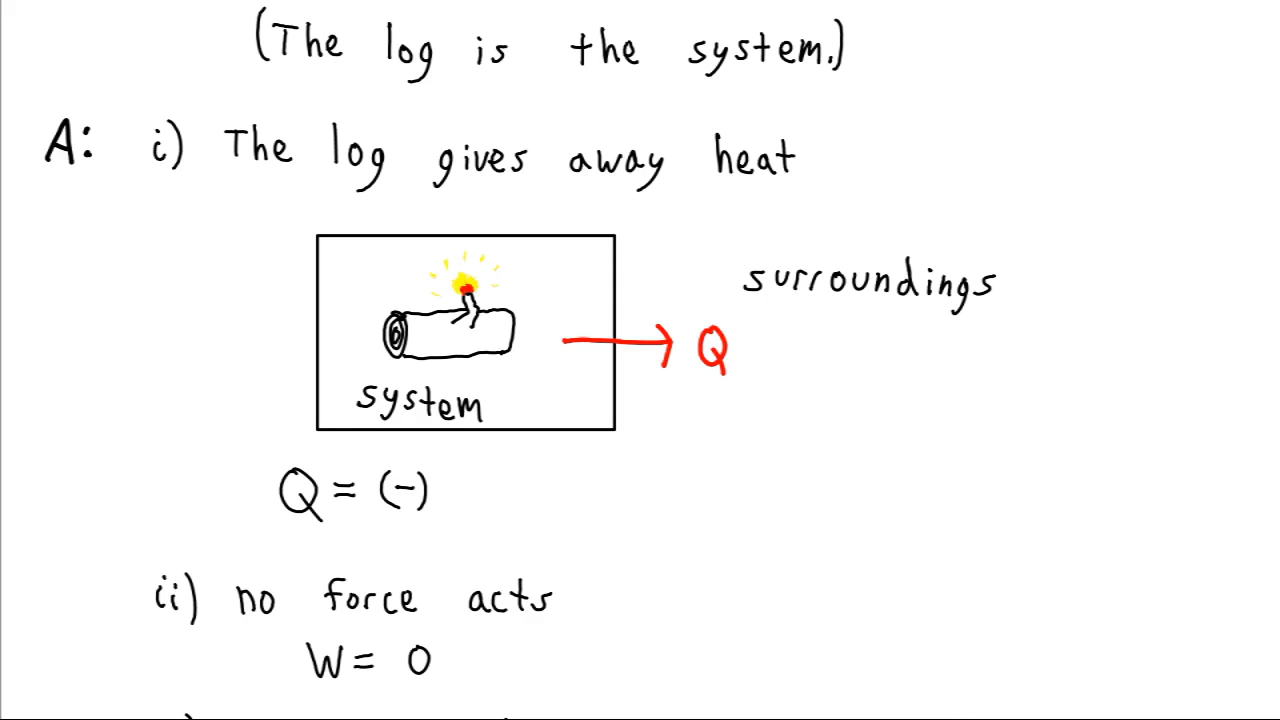 (The log is the system.)
A: i) The log gives away heat
surroundings
Q
system
Q = (-)
ii) no force acts
W = 0